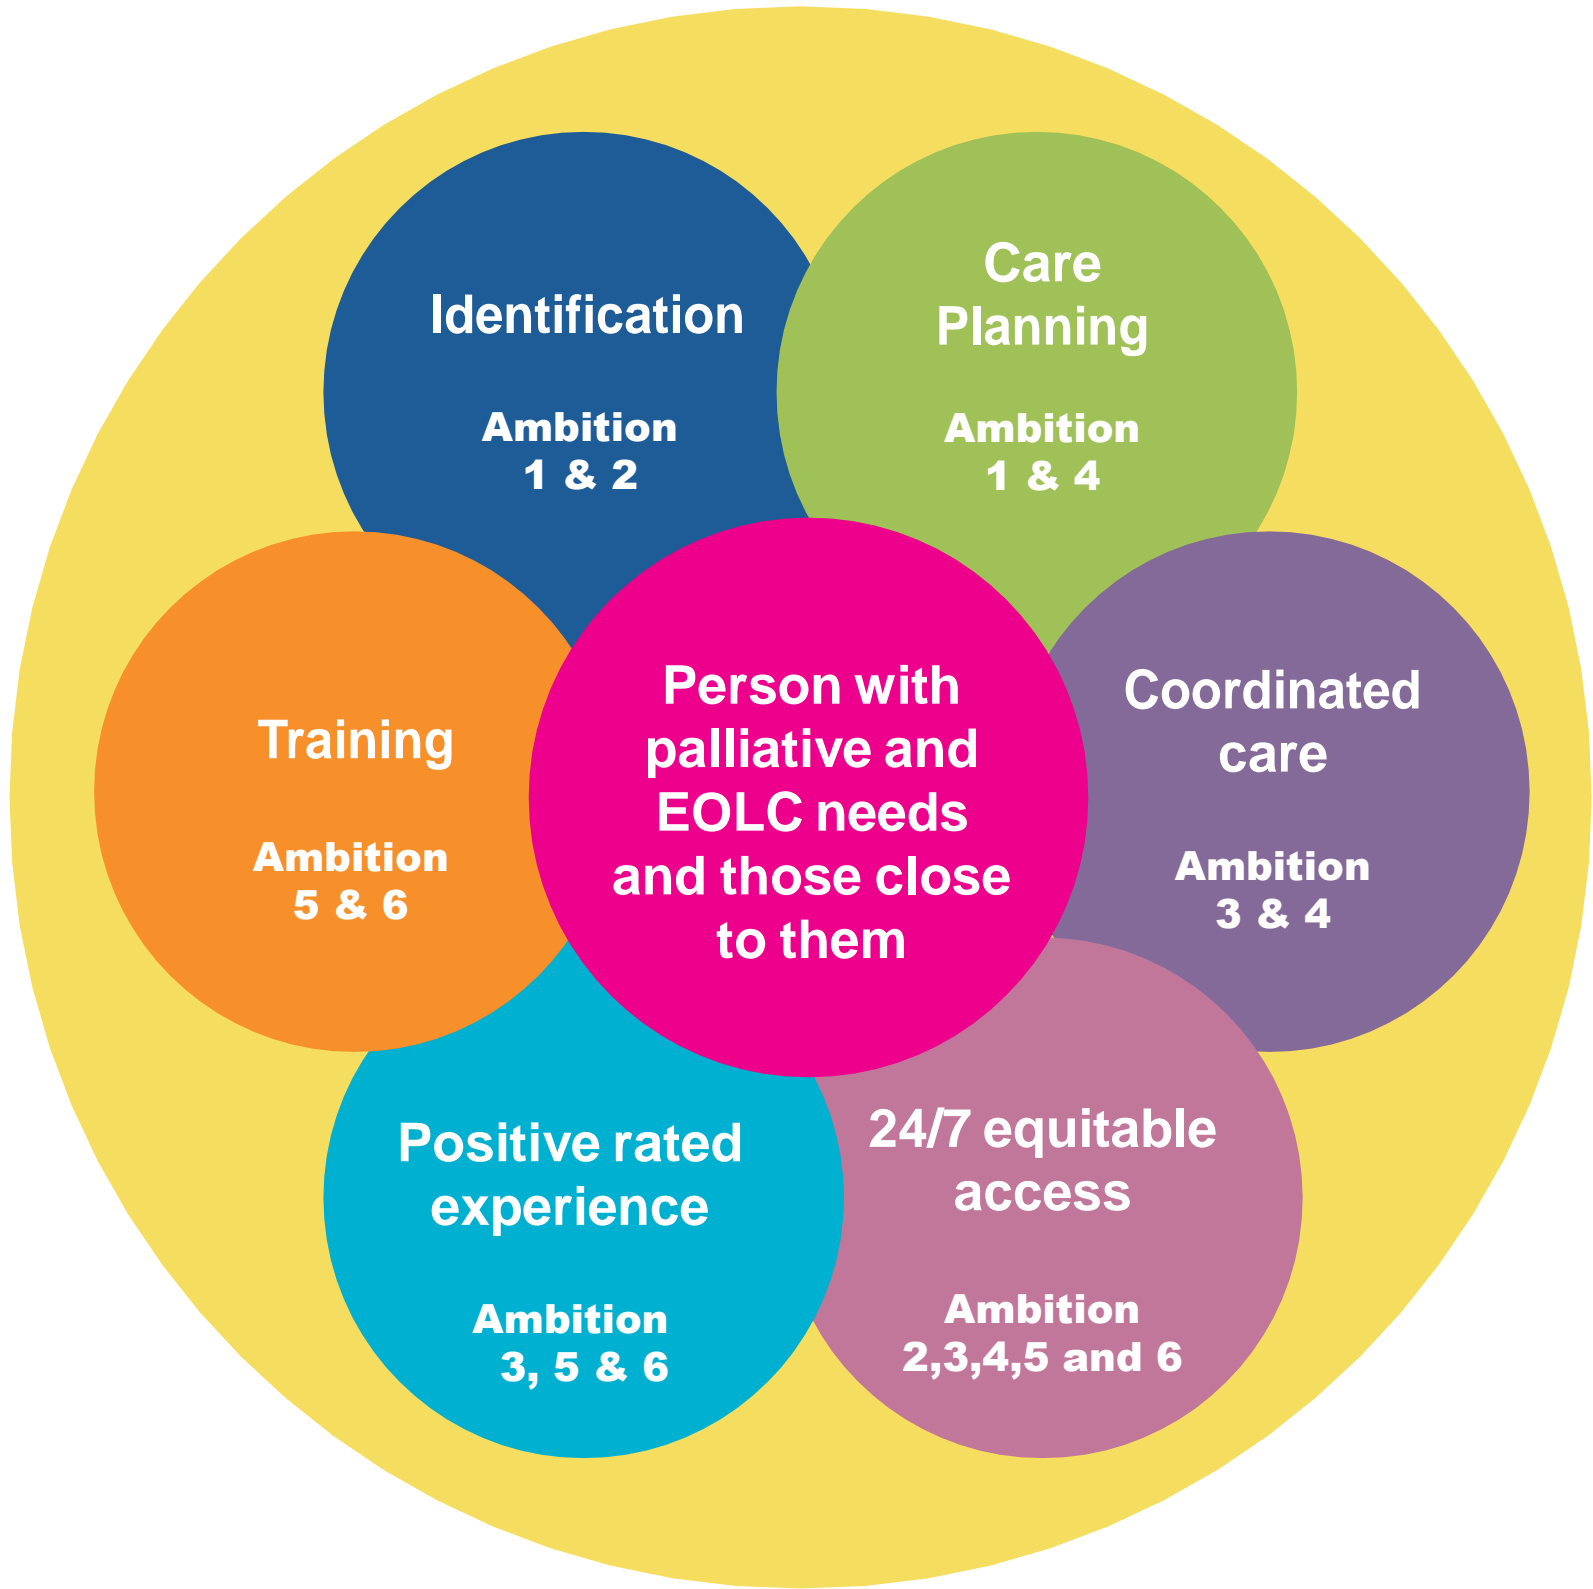 Identification
Ambition
1 & 2
Care
Planning
Ambition
1 & 4
Training
Ambition
5 & 6
Person with
palliative and
EOLC needs
and those close
to them
Coordinated
care
Ambition
3 & 4
Positive rated
experience
Ambition
3, 5 & 6
24/7 equitable
access
Ambition
2,3,4,5 and 6